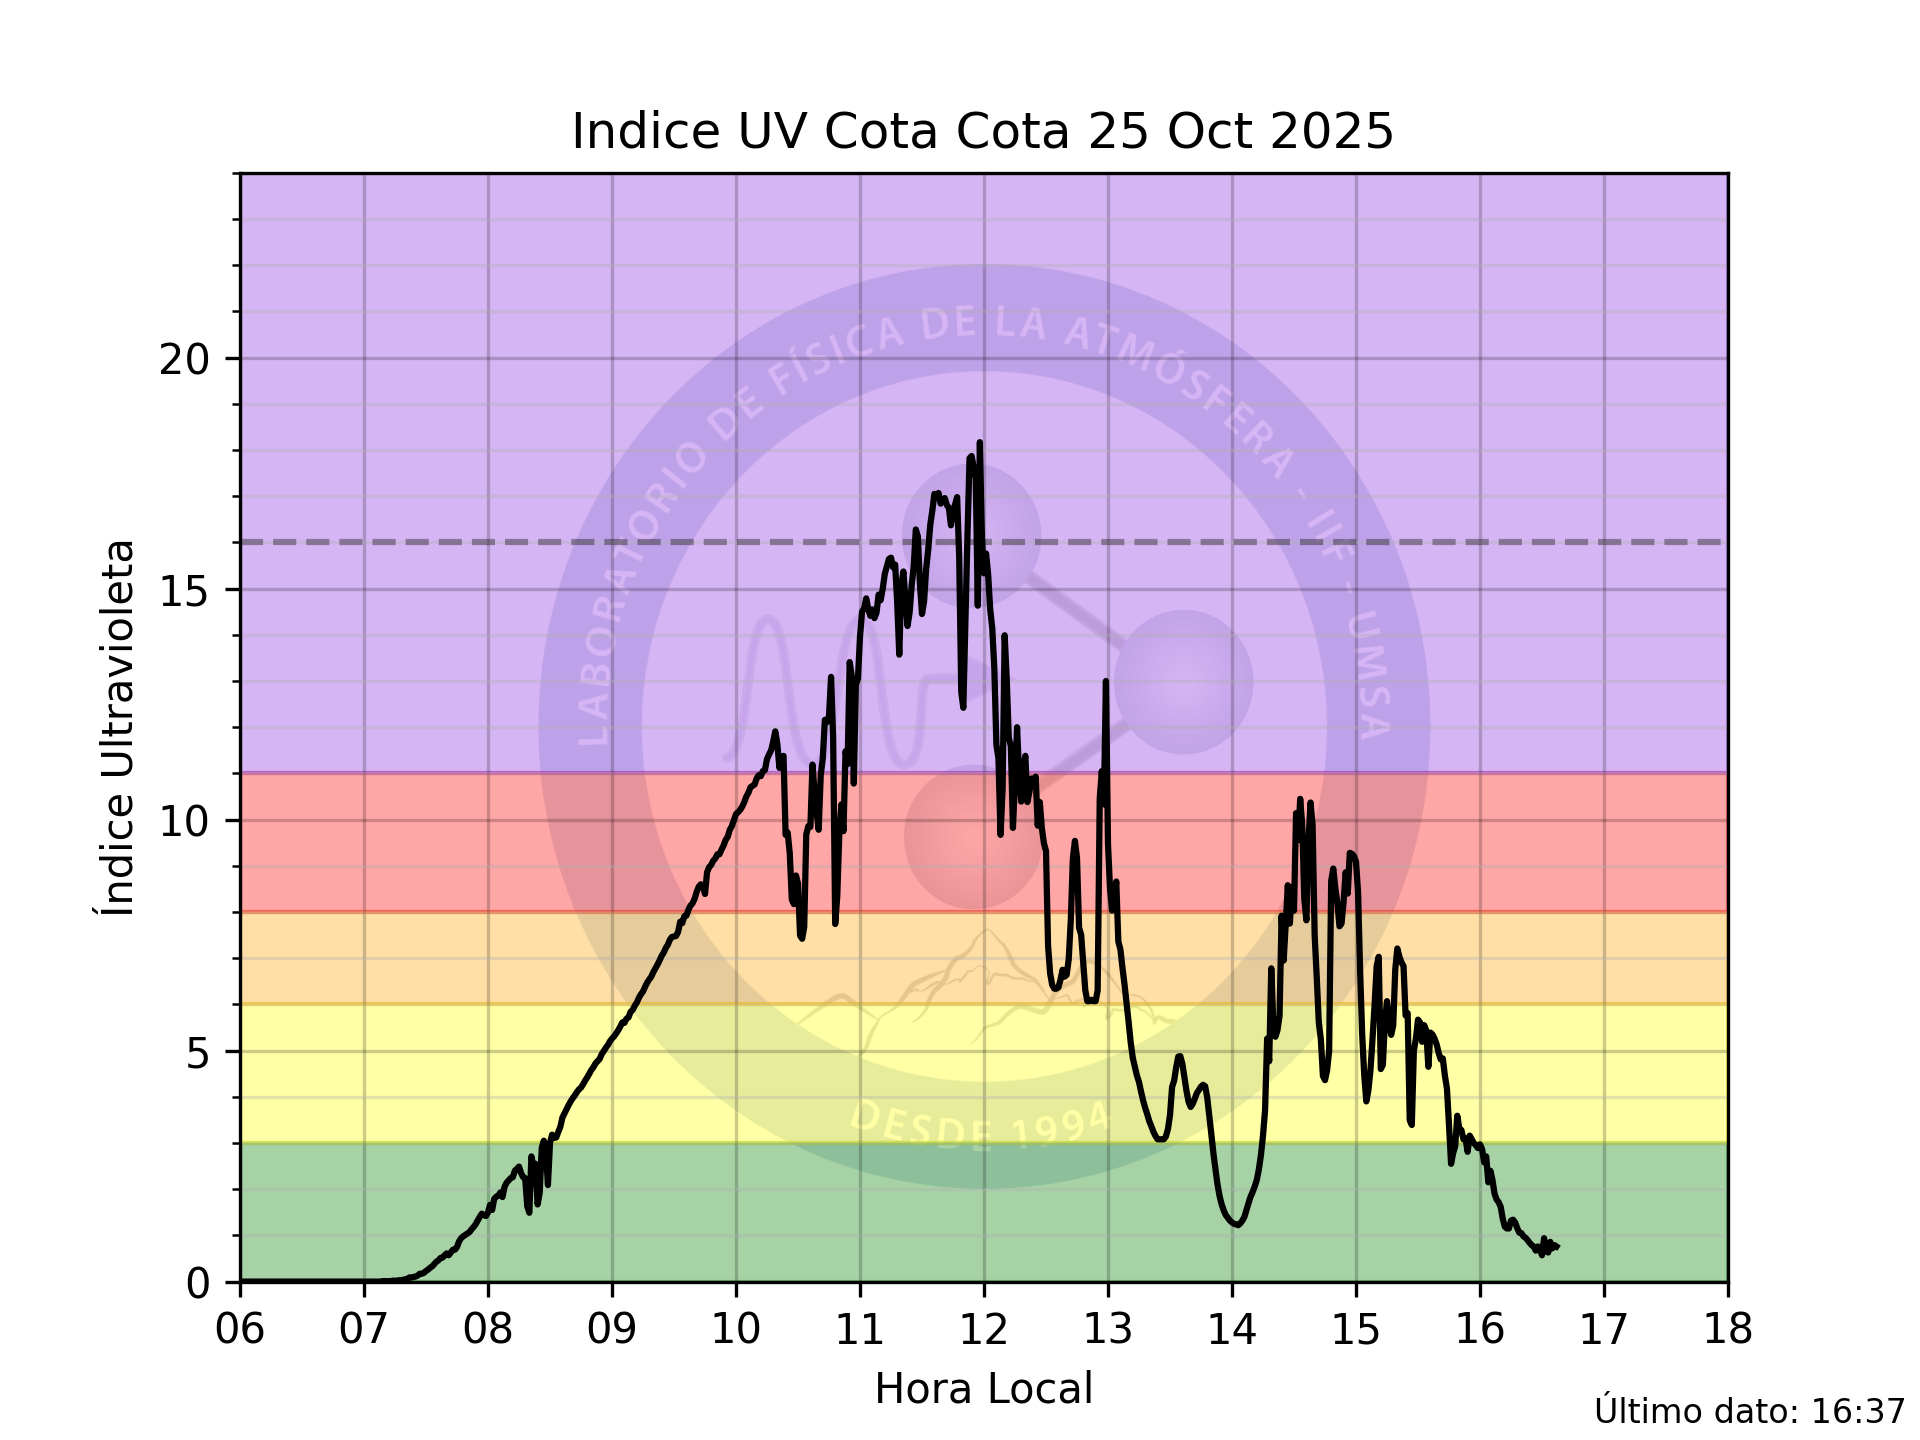 Indice UV Cota Cota 25 Oct 2025
Índice Ultravioleta
20
15
10
5
0
LABORATORIO DE FÍSICA DE LA ATMÓSFERA - IIF - UMSA
DESDE 1994
06 07 08 09 10 11 12 13 14 15 16 17 18
Hora Local
Último dato: 16:37